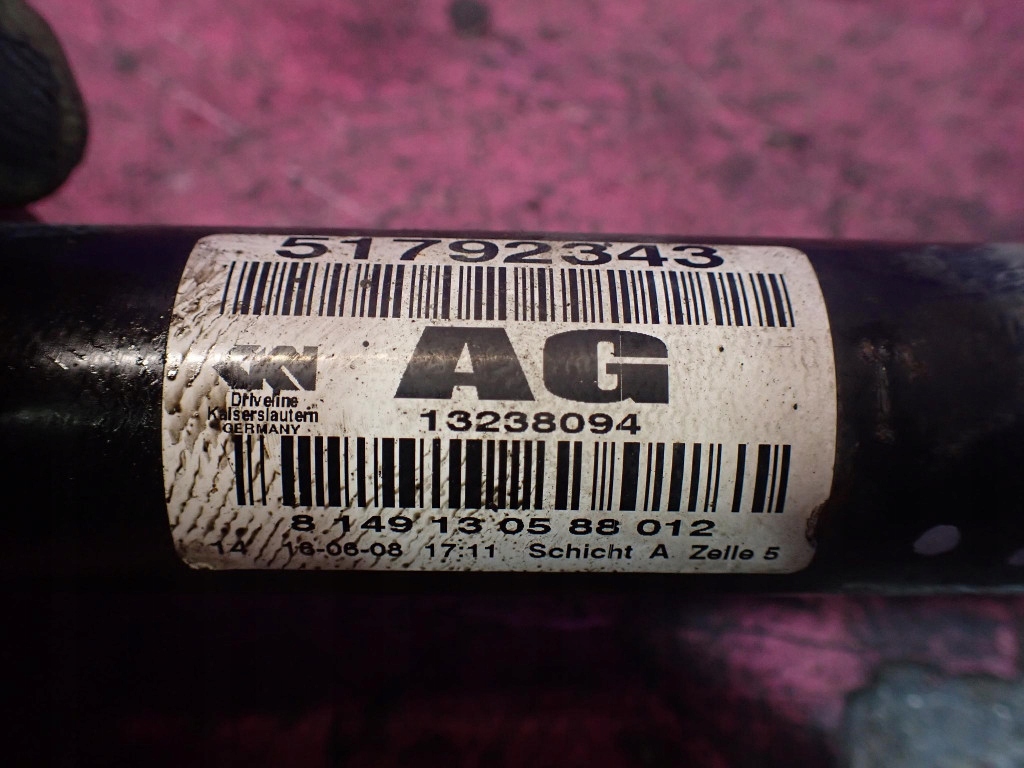 51792343
AG
Driveline
Kaiserslautern
GERMANY
13238094
8 149 13 05 88 012
14 16-06-08 17:11 Schicht A Zelle 5